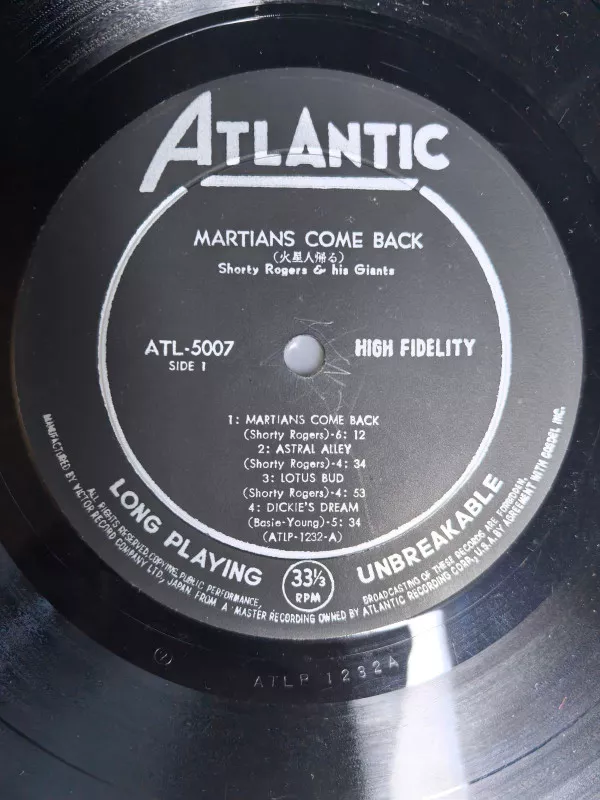 ATLANTIC
MARTIANS COME BACK
(火星人帰る)
Shorty Rogers & his Giants
ATL-5007
SIDE 1
HIGH FIDELITY
1: MARTIANS COME BACK
(Shorty Rogers)-6: 12
2: ASTRAL ALLEY
(Shorty Rogers)-4: 34
3: LOTUS BUD
(Shorty Rogers)-4: 53
4: DICKIE'S DREAM
(Basie-Young)-5: 34
(ATLP-1232-A)
LONG PLAYING
33⅓
RPM
UNBREAKABLE
MANUFACTURED BY VICTOR RECORD COMPANY LTD., JAPAN, FROM A MASTER RECORDING OWNED BY ATLANTIC RECORDING CORP., U.S.A. BY AGREEMENT WITH COSDEL INC.
ALL RIGHTS RESERVED. COPYING, PUBLIC PERFORMANCE, BROADCASTING OF THESE RECORDS ARE FORBIDDEN.
ATLP 1232A